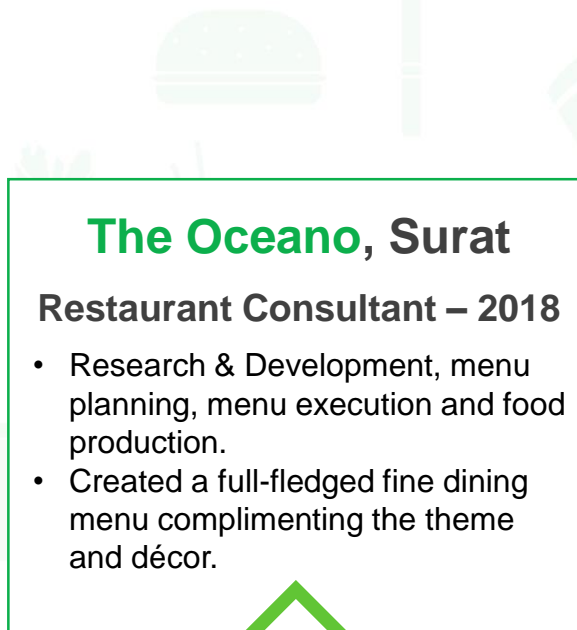 The Oceano, Surat
Restaurant Consultant – 2018
• Research & Development, menu
planning, menu execution and food
production.
• Created a full-fledged fine dining
menu complimenting the theme
and décor.